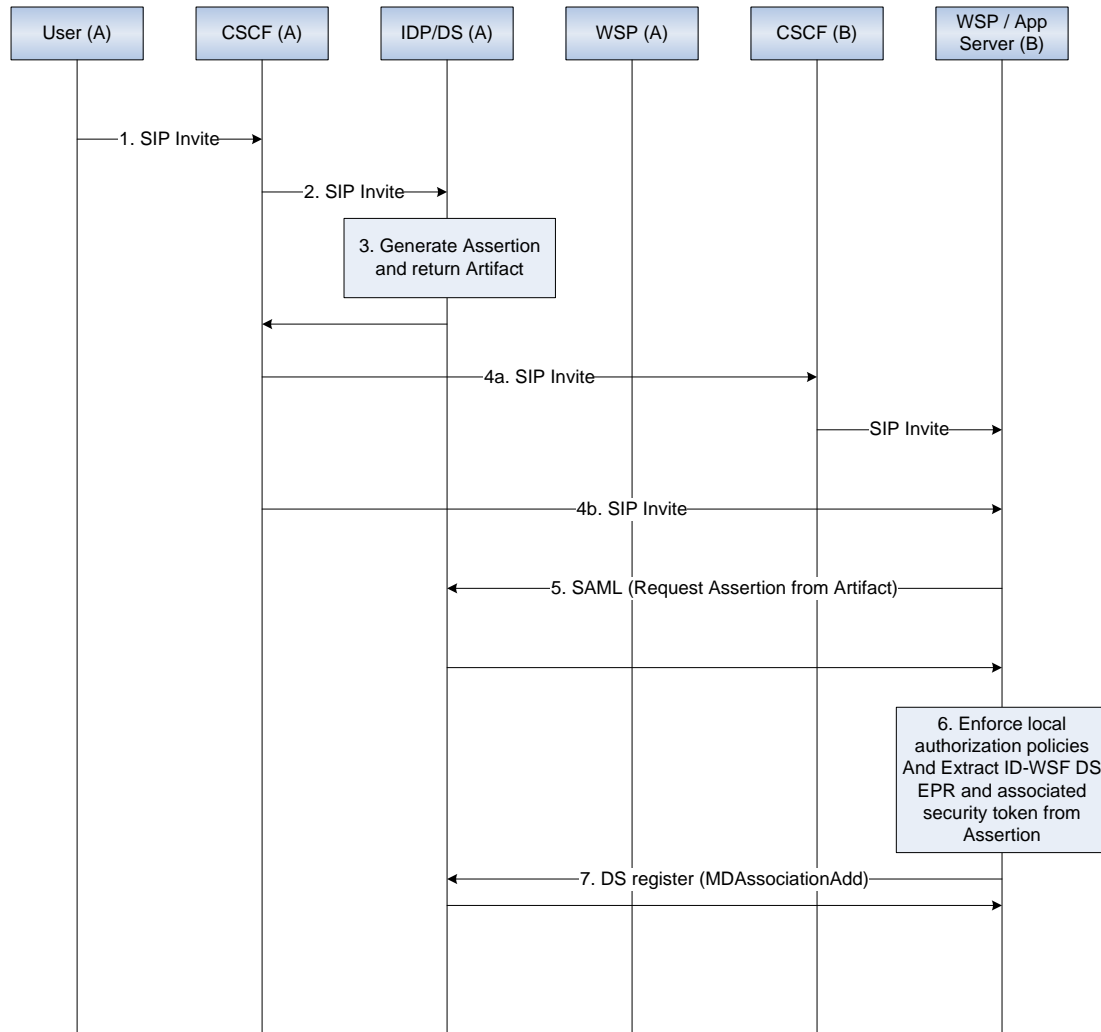 User (A)
CSCF (A)
IDP/DS (A)
WSP (A)
CSCF (B)
WSP / App
Server (B)
1. SIP Invite
2. SIP Invite
3. Generate Assertion
and return Artifact
4a. SIP Invite
SIP Invite
4b. SIP Invite
5. SAML (Request Assertion from Artifact)
6. Enforce local
authorization policies
And Extract ID-WSF DS
EPR and associated
security token from
Assertion
7. DS register (MDAssociationAdd)